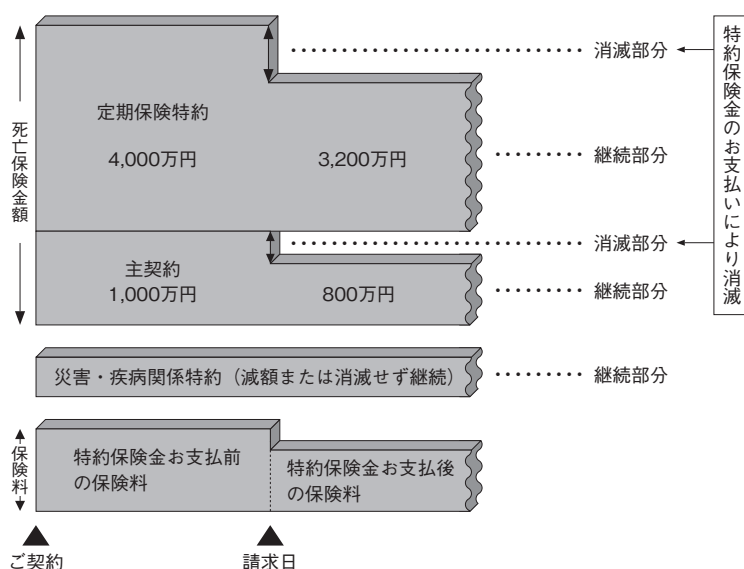 消滅部分
特約保険金のお支払いにより消滅
死亡保険金額
定期保険特約
4,000万円
3,200万円
継続部分
消滅部分
主契約
1,000万円
800万円
継続部分
災害・疾病関係特約（減額または消滅せず継続）
継続部分
保険料
特約保険金お支払前
の保険料
特約保険金お支払後
の保険料
ご契約
請求日